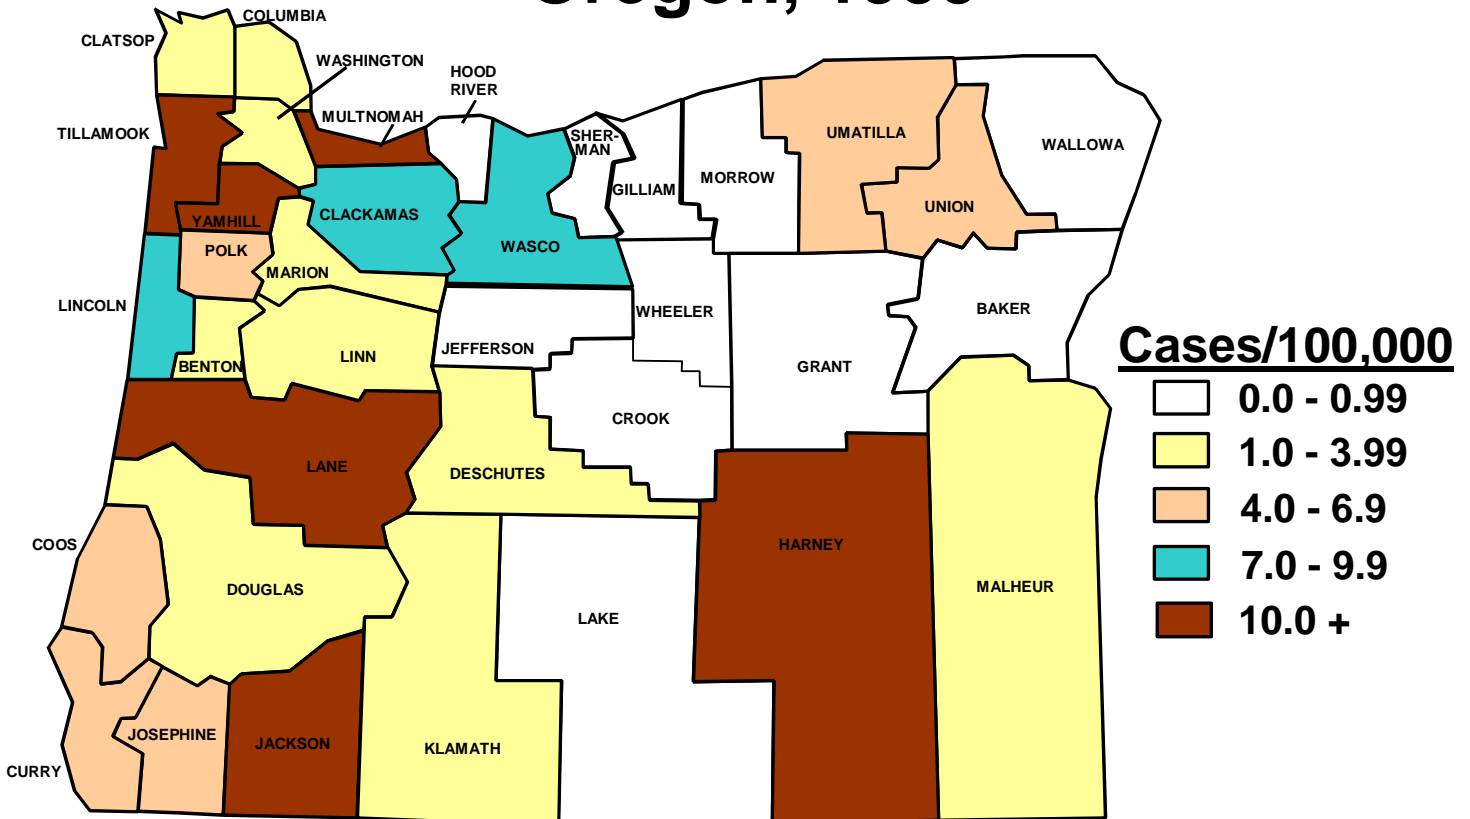 COLUMBIA
CLATSOP
WASHINGTON
HOOD
RIVER
MULTNOMAH
TILLAMOOK
SHER-
MAN
UMATILLA
WALLOWA
GILLIAM
MORROW
YAMHILL
CLACKAMAS
UNION
POLK
WASCO
MARION
LINCOLN
WHEELER
BAKER
JEFFERSON
BENTON
LINN
GRANT
CROOK
LANE
DESCHUTES
COOS
HARNEY
DOUGLAS
MALHEUR
LAKE
JOSEPHINE
JACKSON
KLAMATH
CURRY
Cases/100,000
0.0 - 0.99
1.0 - 3.99
4.0 - 6.9
7.0 - 9.9
10.0 +